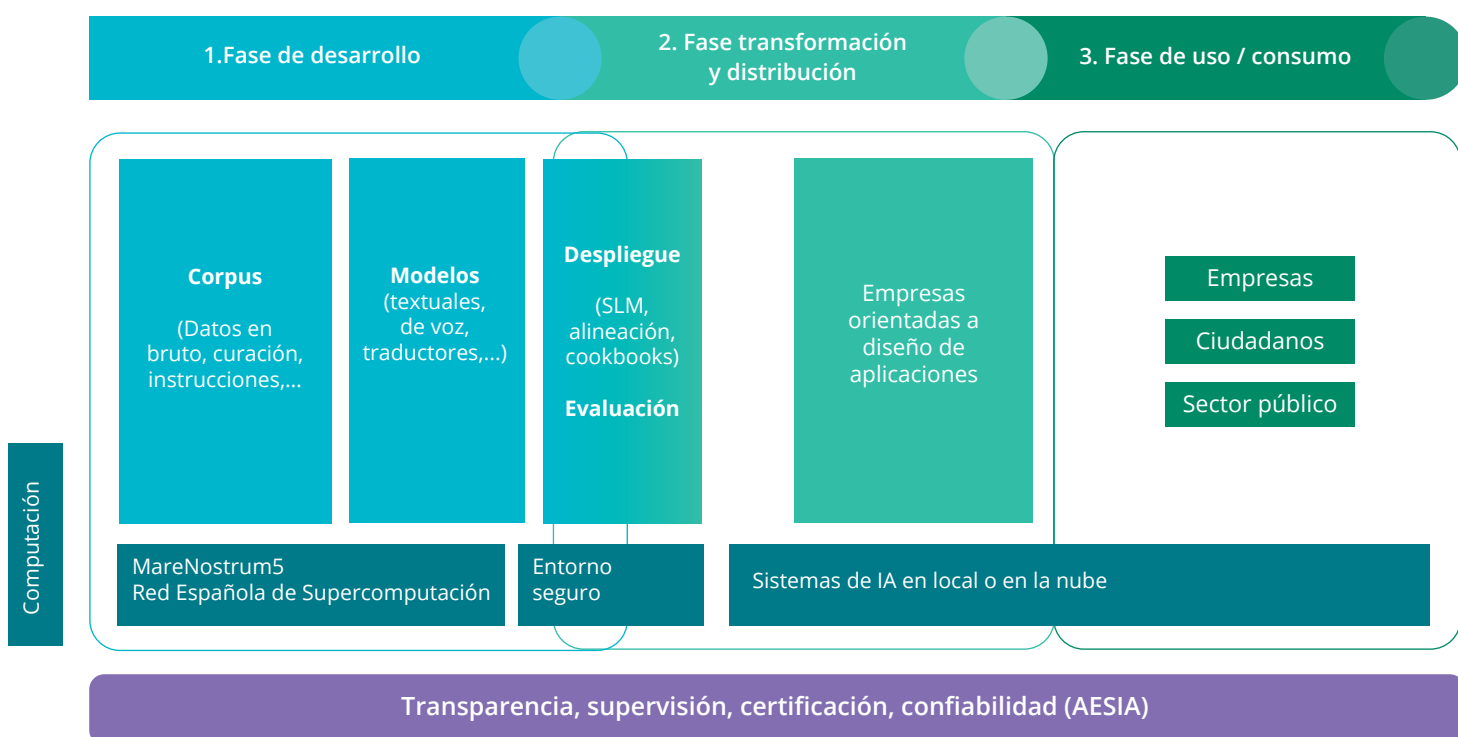 1.Fase de desarrollo
2. Fase transformación
y distribución
3. Fase de uso / consumo
Corpus
(Datos en
bruto, curación,
instrucciones,...
Modelos
(textuales,
de voz,
traductores,...)
Despliegue
(SLM,
alineación,
cookbooks)
Evaluación
Empresas
orientadas a
diseño de
aplicaciones
Empresas
Ciudadanos
Sector público
Computación
MareNostrum5
Red Española de Supercomputación
Entorno
seguro
Sistemas de IA en local o en la nube
Transparencia, supervisión, certificación, confiabilidad (AESIA)